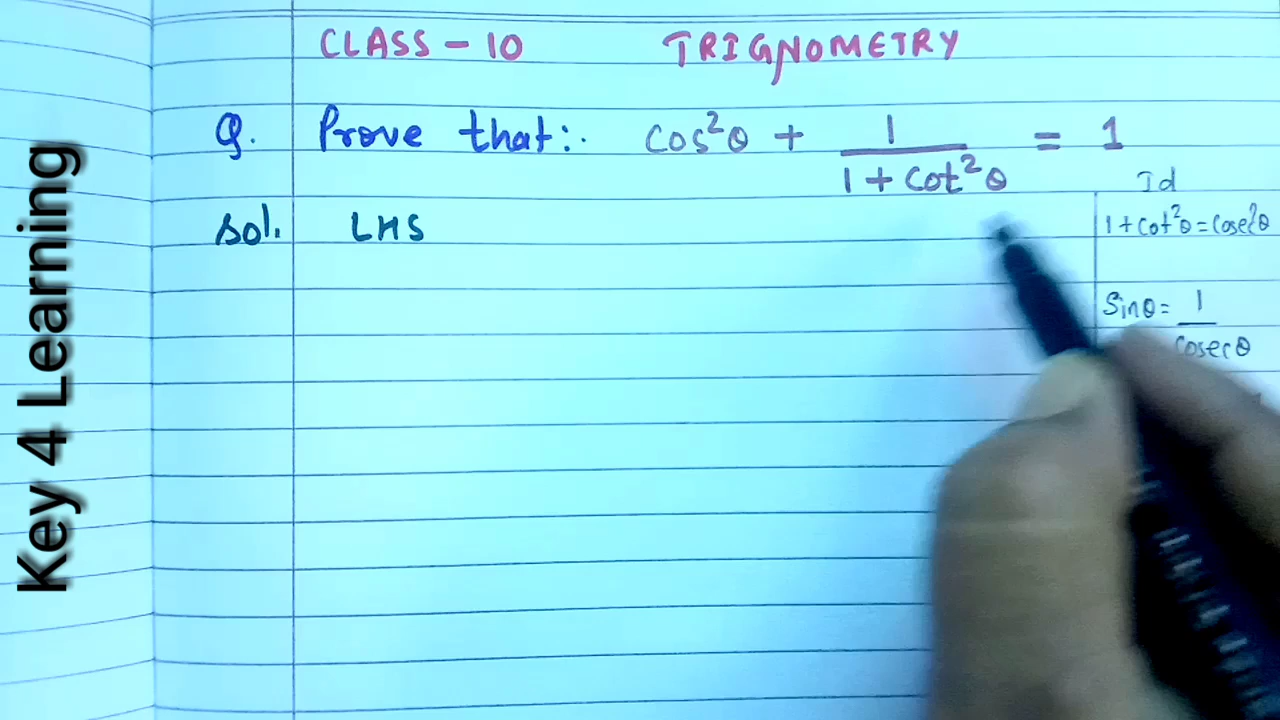 CLASS - 10 TRIGNOMETRY
Q. Prove that:- cos²θ + 1/(1 + cot²θ) = 1
Id
Sol. LHS
1 + cot²θ = cosec²θ
Sinθ = 1/cosecθ
Key 4 Learning